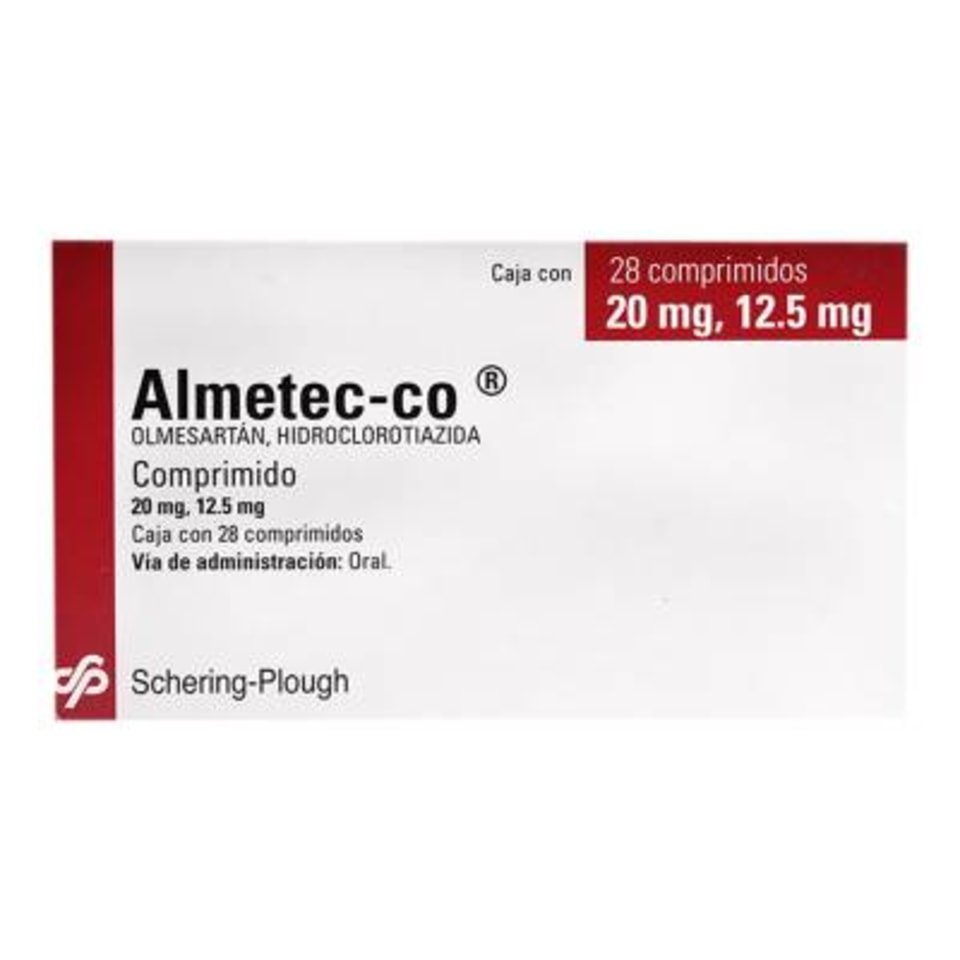 Caja con
28 comprimidos
20 mg, 12.5 mg
Almetec-co ®
OLMESARTÁN, HIDROCLOROTIAZIDA
Comprimido
20 mg, 12.5 mg
Caja con 28 comprimidos
Vía de administración: Oral.
Schering-Plough